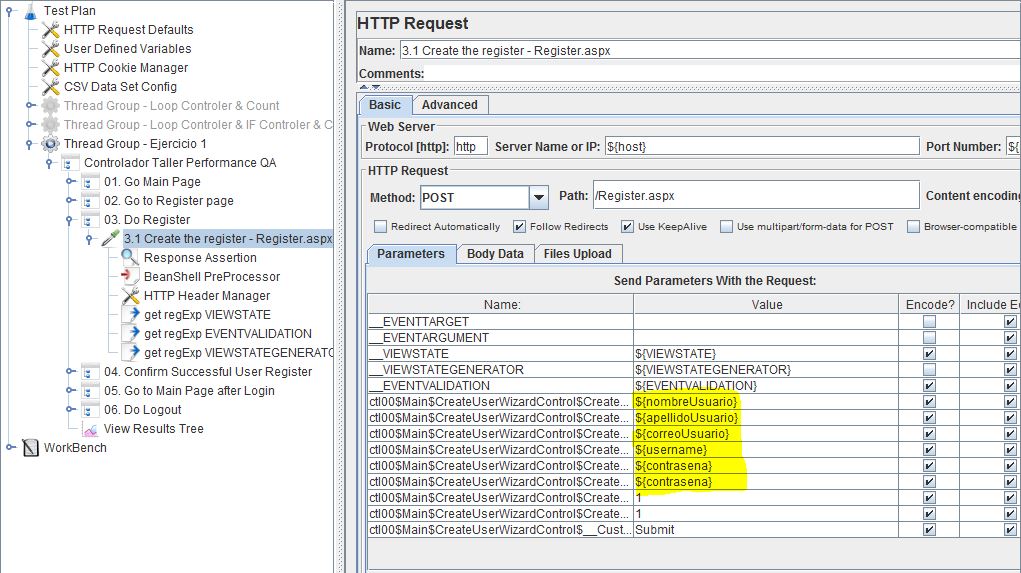 Test Plan
HTTP Request Defaults
User Defined Variables
HTTP Cookie Manager
CSV Data Set Config
Thread Group - Loop Controler & Count
Thread Group - Loop Controler & IF Controler & C
Thread Group - Ejercicio 1
Controlador Taller Performance QA
01. Go Main Page
02. Go to Register page
03. Do Register
3.1 Create the register - Register.aspx
Response Assertion
BeanShell PreProcessor
HTTP Header Manager
get regExp VIEWSTATE
get regExp EVENTVALIDATION
get regExp VIEWSTATEGENERATO
04. Confirm Successful User Register
05. Go to Main Page after Login
06. Do Logout
View Results Tree
WorkBench
HTTP Request
Name: 3.1 Create the register - Register.aspx
Comments:
Basic Advanced
Web Server
Protocol [http]: http Server Name or IP: ${host} Port Number: ${
HTTP Request
Method: POST Path: /Register.aspx Content encoding
Redirect Automatically Follow Redirects Use KeepAlive Use multipart/form-data for POST Browser-compatible
Parameters Body Data Files Upload
Send Parameters With the Request:
Name: Value Encode? Include E
__EVENTTARGET
__EVENTARGUMENT
__VIEWSTATE ${VIEWSTATE}
__VIEWSTATEGENERATOR ${VIEWSTATEGENERATOR}
__EVENTVALIDATION ${EVENTVALIDATION}
ctl00$Main$CreateUserWizardControl$Create... ${nombreUsuario}
ctl00$Main$CreateUserWizardControl$Create... ${apellidoUsuario}
ctl00$Main$CreateUserWizardControl$Create... ${correoUsuario}
ctl00$Main$CreateUserWizardControl$Create... ${username}
ctl00$Main$CreateUserWizardControl$Create... ${contrasena}
ctl00$Main$CreateUserWizardControl$Create... ${contrasena}
ctl00$Main$CreateUserWizardControl$Create... 1
ctl00$Main$CreateUserWizardControl$Create... 1
ctl00$Main$CreateUserWizardControl$__Cust... Submit